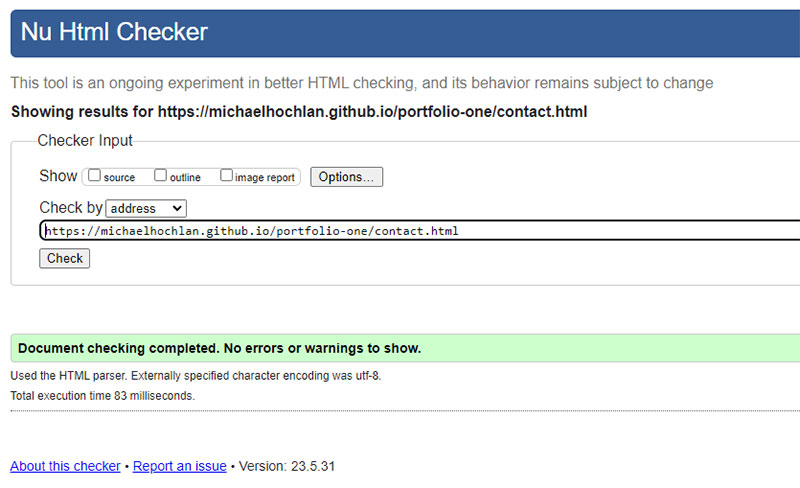 Nu Html Checker
This tool is an ongoing experiment in better HTML checking, and its behavior remains subject to change
Showing results for https://michaelhochlan.github.io/portfolio-one/contact.html
Checker Input
Show source outline image report Options...
Check by address
https://michaelhochlan.github.io/portfolio-one/contact.html
Check
Document checking completed. No errors or warnings to show.
Used the HTML parser. Externally specified character encoding was utf-8.
Total execution time 83 milliseconds.
About this checker • Report an issue • Version: 23.5.31